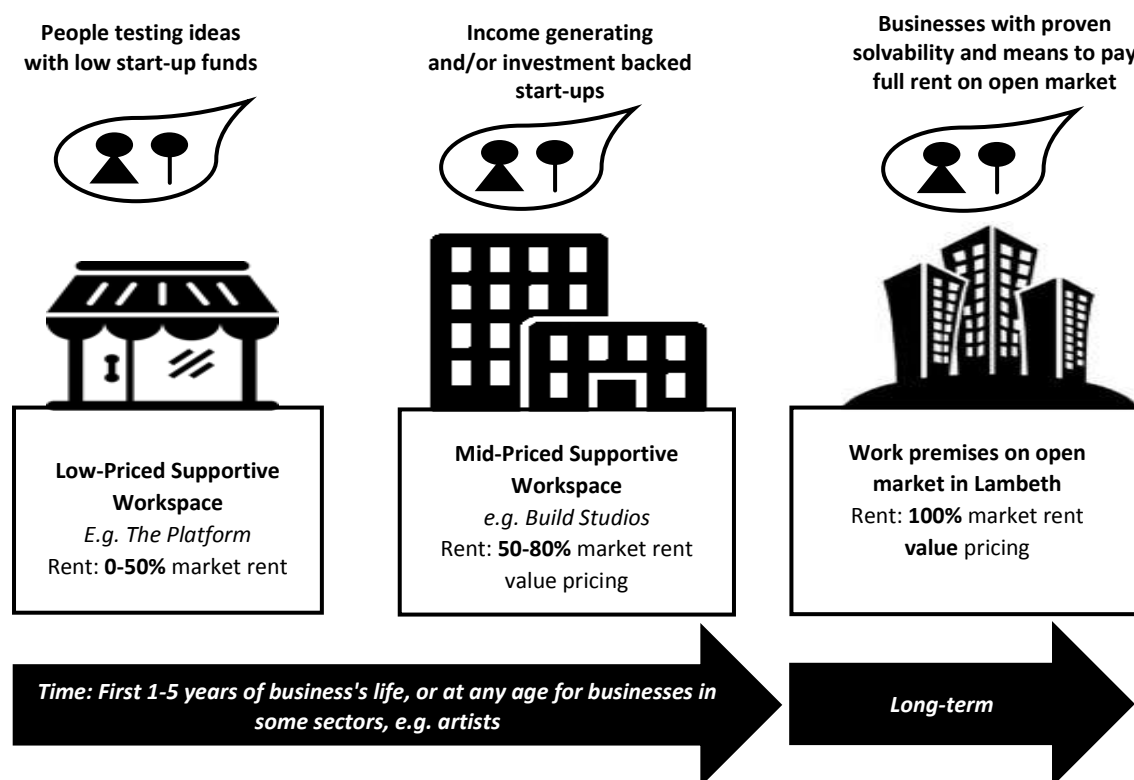 People testing ideas
with low start-up funds
Income generating
and/or investment backed
start-ups
Businesses with proven
solvability and means to pay
full rent on open market
Low-Priced Supportive
Workspace
E.g. The Platform
Rent: 0-50% market rent
Mid-Priced Supportive
Workspace
e.g. Build Studios
Rent: 50-80% market rent
value pricing
Work premises on open
market in Lambeth
Rent: 100% market rent
value pricing
Time: First 1-5 years of business's life, or at any age for businesses in
some sectors, e.g. artists
Long-term